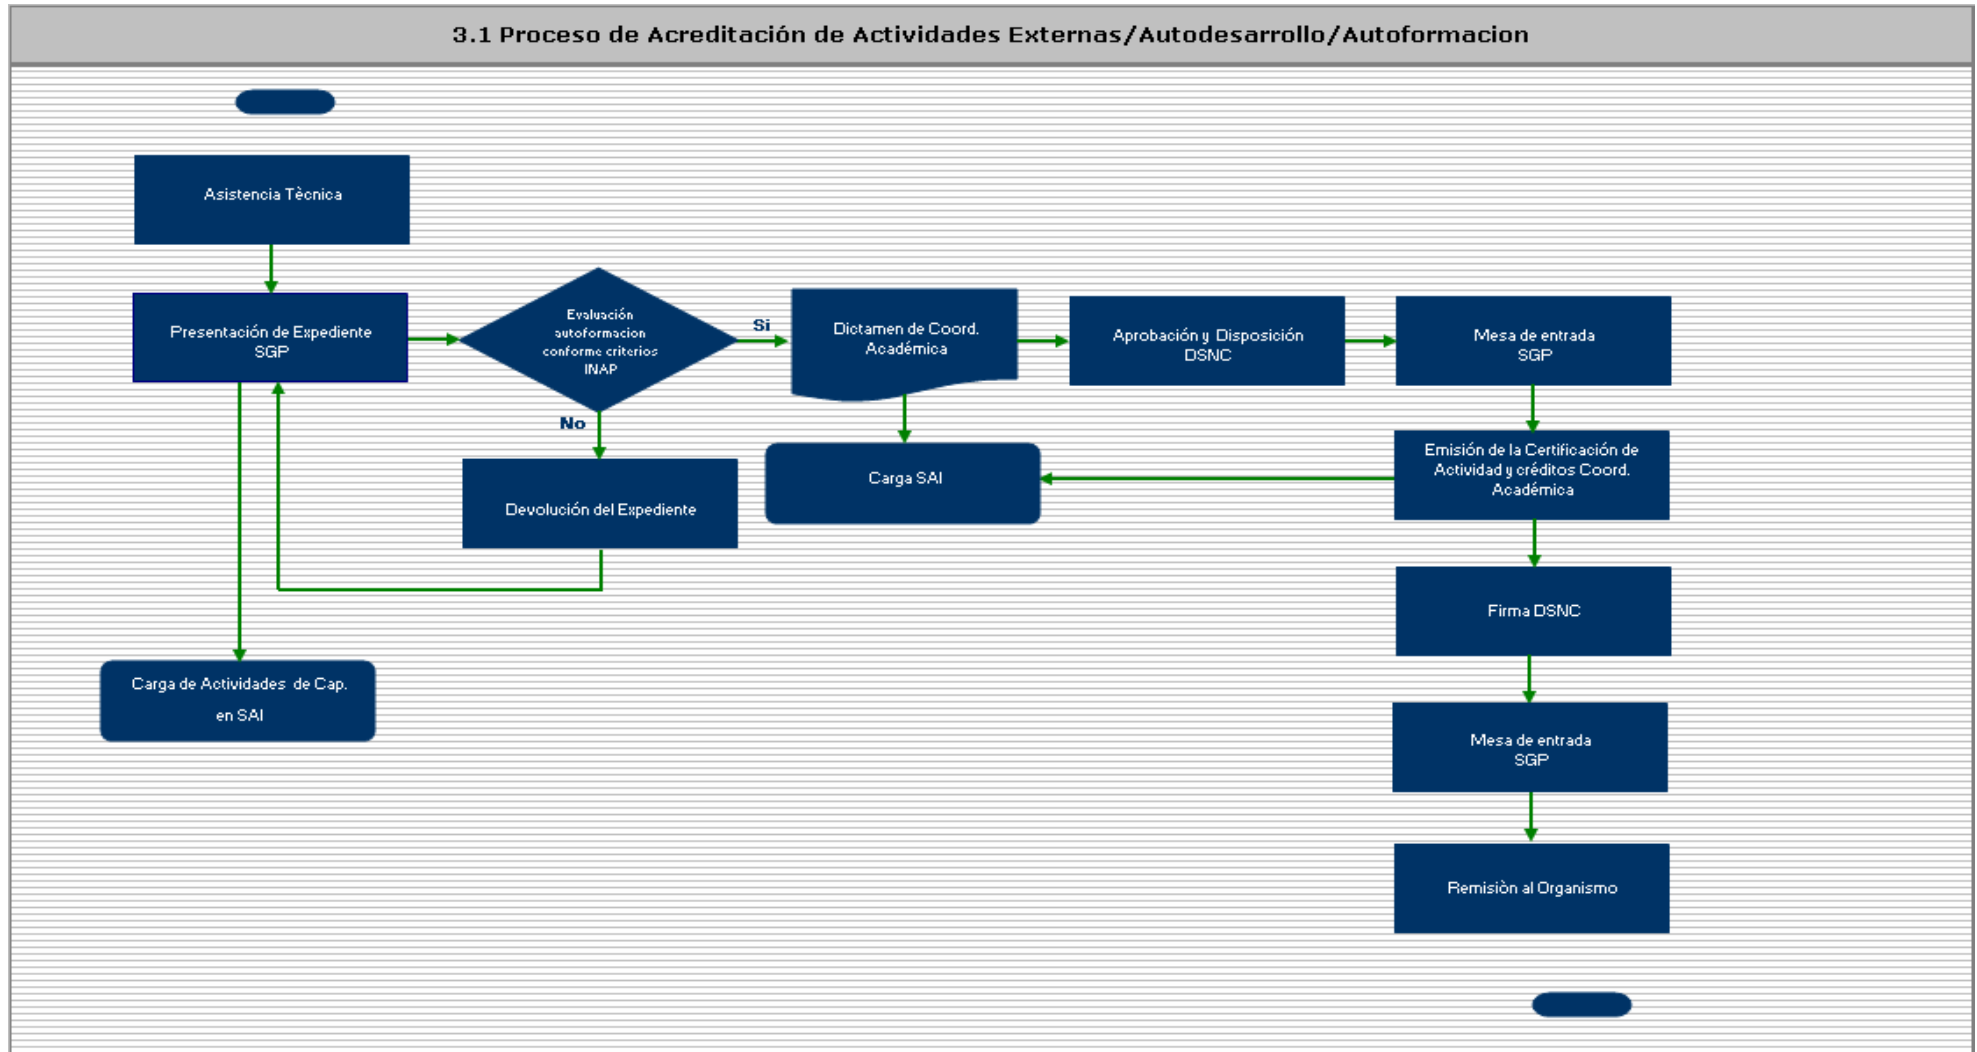 3.1 Proceso de Acreditación de Actividades Externas/Autodesarrollo/Autoformacion
Asistencia Tècnica
Presentación de Expediente
SGP
Evaluación
autoformacion
conforme criterios
INAP
Si
No
Dictamen de Coord.
Académica
Aprobación y Disposición
DSNC
Mesa de entrada
SGP
Devolución del Expediente
Carga SAI
Emisión de la Certificación de
Actividad y créditos Coord.
Académica
Firma DSNC
Carga de Actividades de Cap.
en SAI
Mesa de entrada
SGP
Remisiòn al Organismo